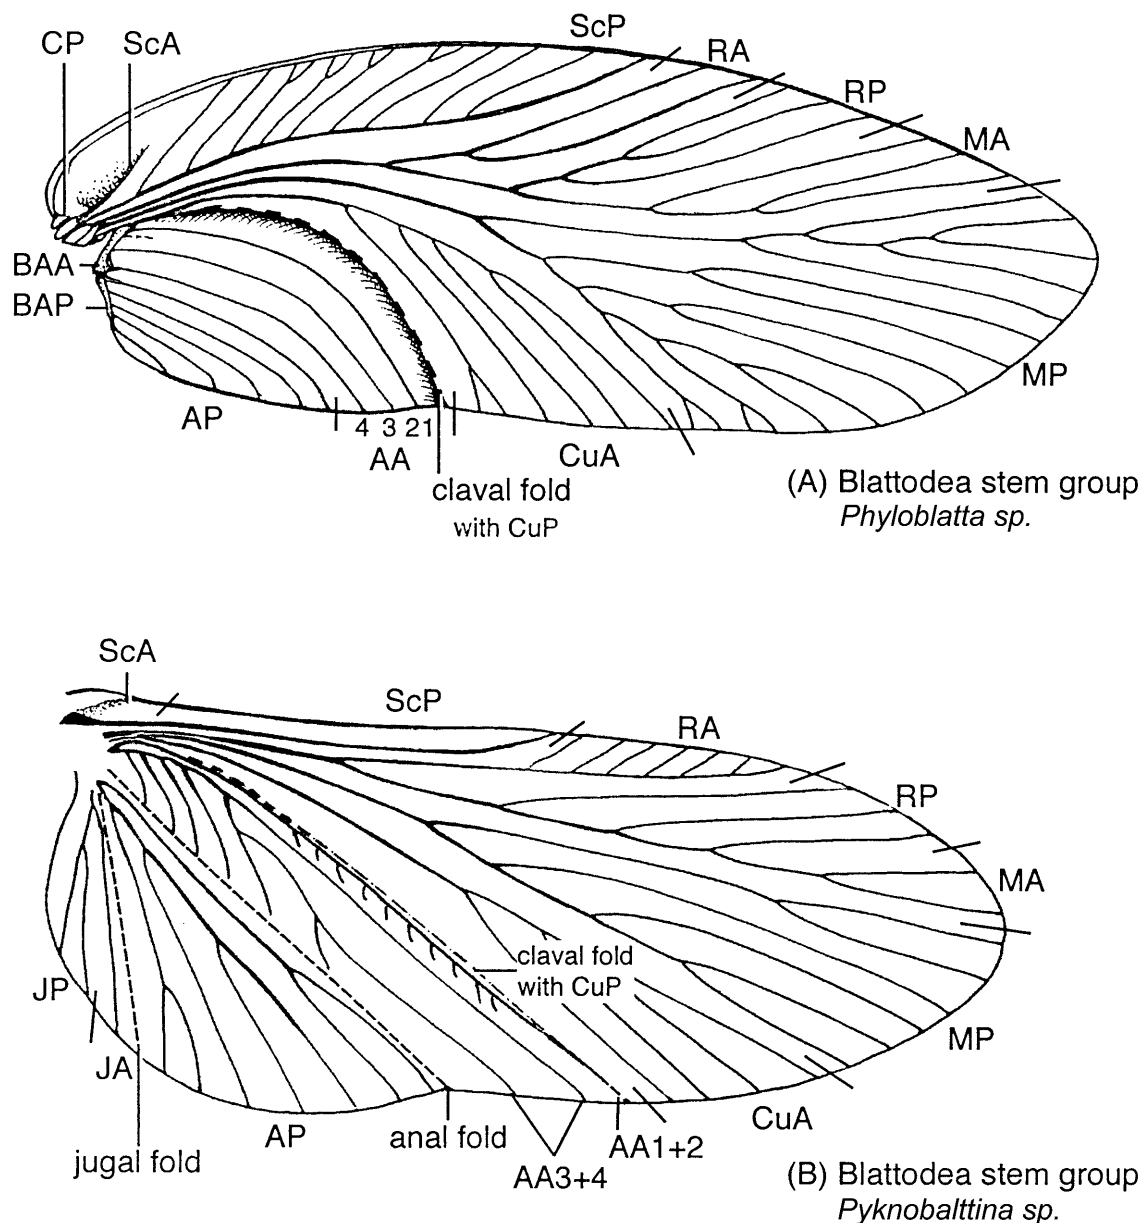 CP ScA ScP RA RP MA
BAA
BAP
MP
AP 4 3 21 CuA
AA
claval fold
with CuP
(A) Blattodea stem group
Phyloblatta sp.
ScA
ScP RA
RP
MA
claval fold
with CuP
JP
MP
JA
CuA
AP anal fold AA1+2
jugal fold AA3+4
(B) Blattodea stem group
Pyknobalttina sp.